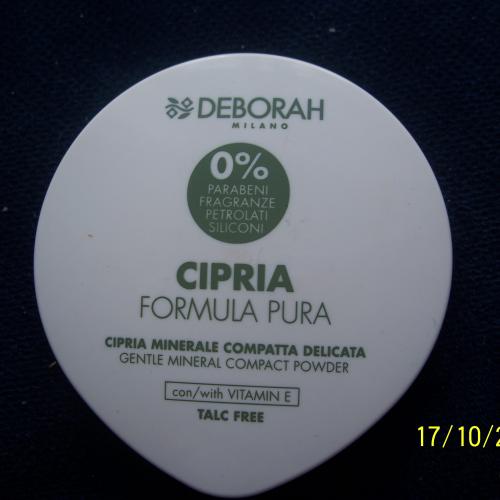 DEBORAH
MILANO
0%
PARABENI
FRAGRANZE
PETROLATI
SILICONI
CIPRIA
FORMULA PURA
CIPRIA MINERALE COMPATTA DELICATA
GENTLE MINERAL COMPACT POWDER
con/with VITAMIN E
TALC FREE
17/10/2